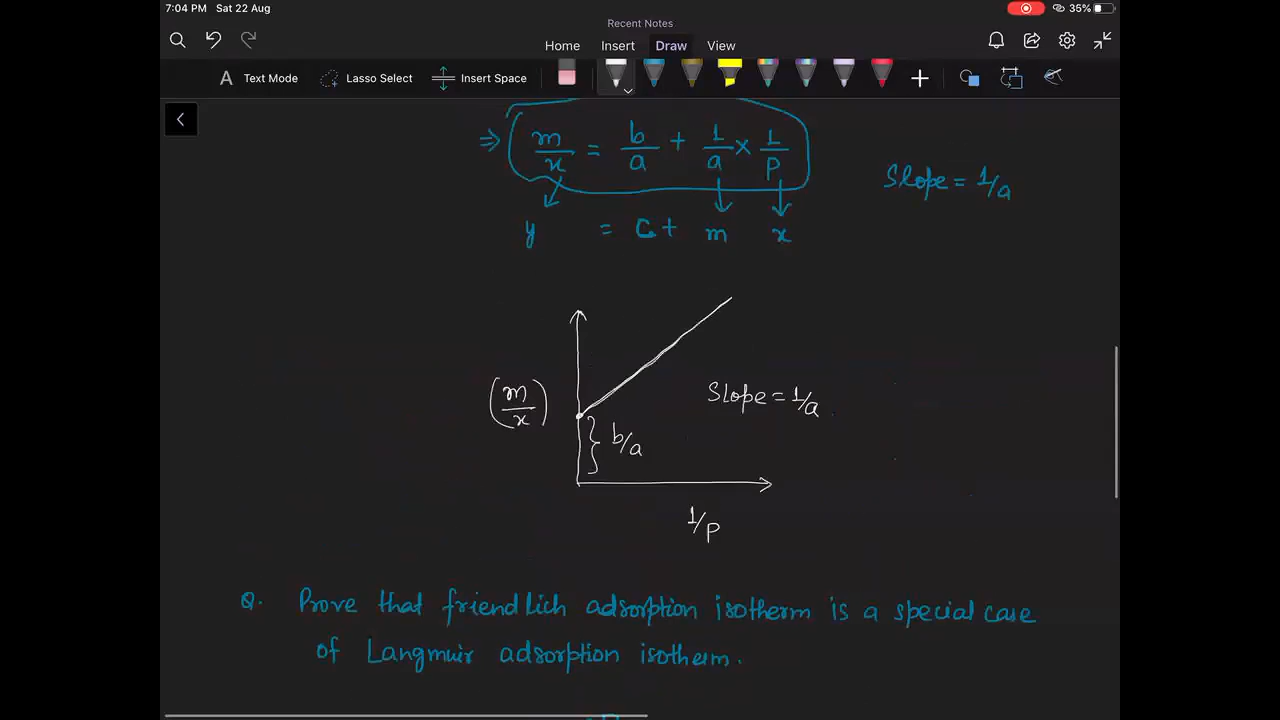 7:04 PM Sat 22 Aug
35%
Recent Notes
Home Insert Draw View
Text Mode Lasso Select Insert Space
⇒ m/x = b/a + 1/a × 1/p
Slope = 1/a
y = C + m x
(m/x)
Slope = 1/a
b/a
1/p
Q. Prove that friendlich adsorption isotherm is a special case
of Langmuir adsorption isotherm.